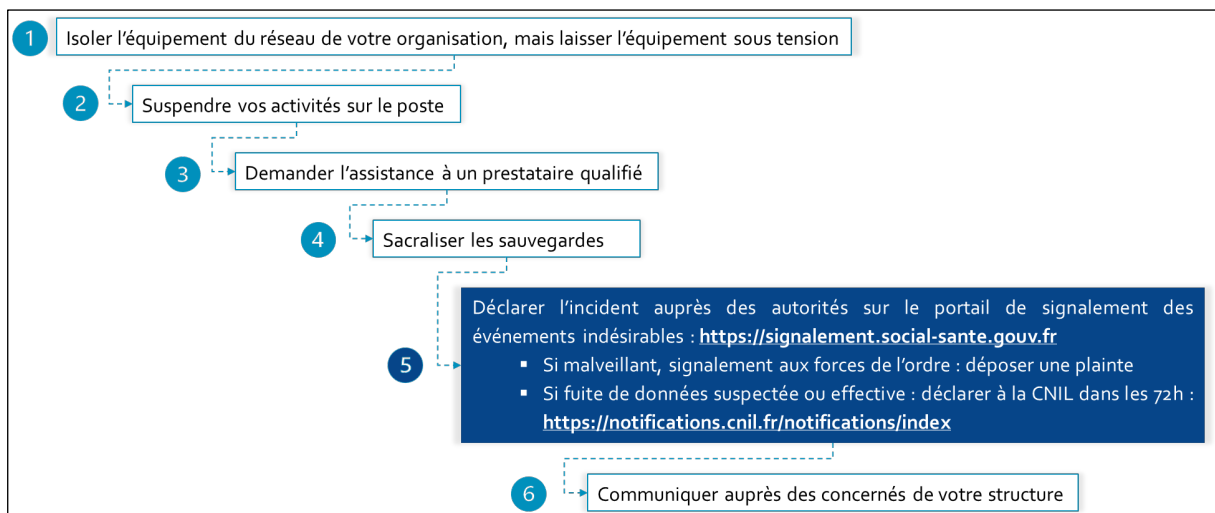 1 Isoler l’équipement du réseau de votre organisation, mais laisser l’équipement sous tension
2 Suspendre vos activités sur le poste
3 Demander l’assistance à un prestataire qualifié
4 Sacraliser les sauvegardes
Déclarer l’incident auprès des autorités sur le portail de signalement des
événements indésirables : https://signalement.social-sante.gouv.fr
5
▪ Si malveillant, signalement aux forces de l’ordre : déposer une plainte
▪ Si fuite de données suspectée ou effective : déclarer à la CNIL dans les 72h :
https://notifications.cnil.fr/notifications/index
6 Communiquer auprès des concernés de votre structure